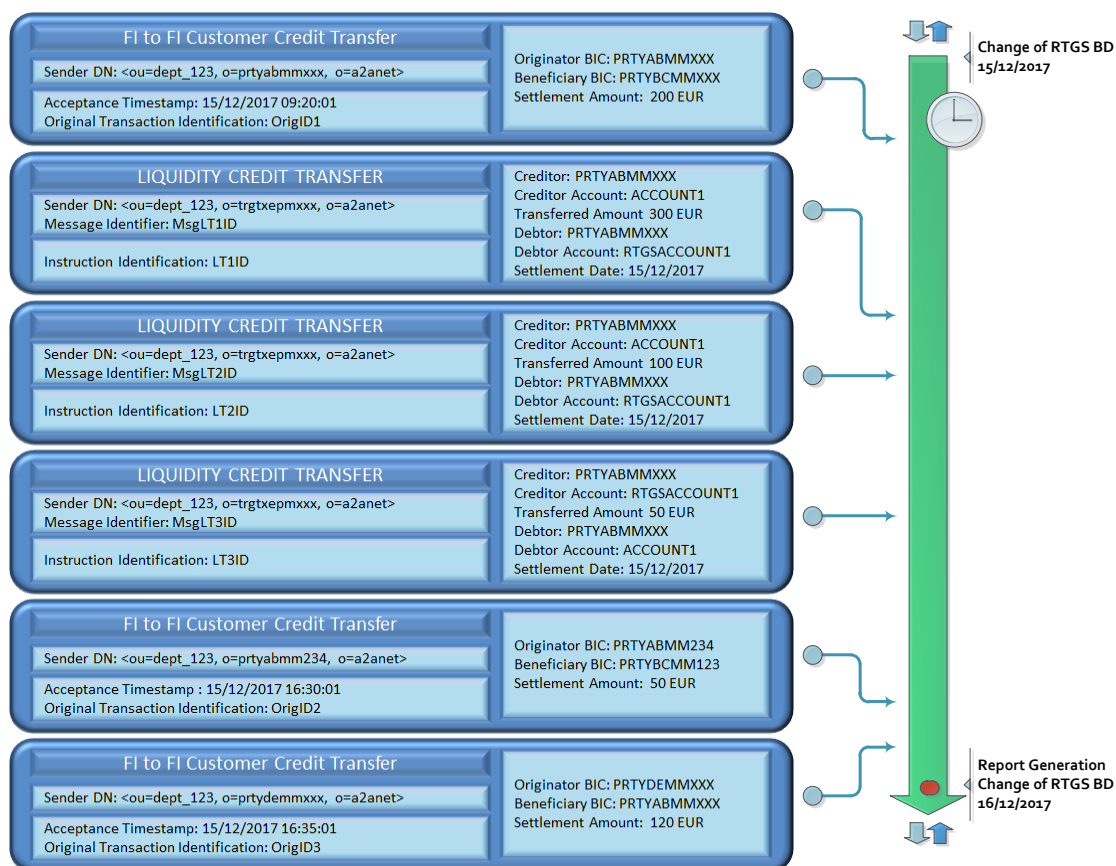 FI to FI Customer Credit Transfer
Sender DN: <ou=dept_123, o=prtyabmmxxx, o=a2anet>
Acceptance Timestamp: 15/12/2017 09:20:01
Original Transaction Identification: OrigID1
Originator BIC: PRTYABMMXXX
Beneficiary BIC: PRTYBCMMXXX
Settlement Amount: 200 EUR
Change of RTGS BD
15/12/2017
LIQUIDITY CREDIT TRANSFER
Sender DN: <ou=dept_123, o=trgtxepmxxx, o=a2anet>
Message Identifier: MsgLT1ID
Instruction Identification: LT1ID
Creditor: PRTYABMMXXX
Creditor Account: ACCOUNT1
Transferred Amount 300 EUR
Debtor: PRTYABMMXXX
Debtor Account: RTGSACCOUNT1
Settlement Date: 15/12/2017
LIQUIDITY CREDIT TRANSFER
Sender DN: <ou=dept_123, o=trgtxepmxxx, o=a2anet>
Message Identifier: MsgLT2ID
Instruction Identification: LT2ID
Creditor: PRTYABMMXXX
Creditor Account: ACCOUNT1
Transferred Amount 100 EUR
Debtor: PRTYABMMXXX
Debtor Account: RTGSACCOUNT1
Settlement Date: 15/12/2017
LIQUIDITY CREDIT TRANSFER
Sender DN: <ou=dept_123, o=trgtxepmxxx, o=a2anet>
Message Identifier: MsgLT3ID
Instruction Identification: LT3ID
Creditor: PRTYABMMXXX
Creditor Account: RTGSACCOUNT1
Transferred Amount 50 EUR
Debtor: PRTYABMMXXX
Debtor Account: ACCOUNT1
Settlement Date: 15/12/2017
FI to FI Customer Credit Transfer
Sender DN: <ou=dept_123, o=prtyabmm234, o=a2anet>
Acceptance Timestamp : 15/12/2017 16:30:01
Original Transaction Identification: OrigID2
Originator BIC: PRTYABMM234
Beneficiary BIC: PRTYBCMM123
Settlement Amount: 50 EUR
FI to FI Customer Credit Transfer
Sender DN: <ou=dept_123, o=prtydemmxxx, o=a2anet>
Acceptance Timestamp: 15/12/2017 16:35:01
Original Transaction Identification: OrigID3
Originator BIC: PRTYDEMMXXX
Beneficiary BIC: PRTYABMMXXX
Settlement Amount: 120 EUR
Report Generation
Change of RTGS BD
16/12/2017